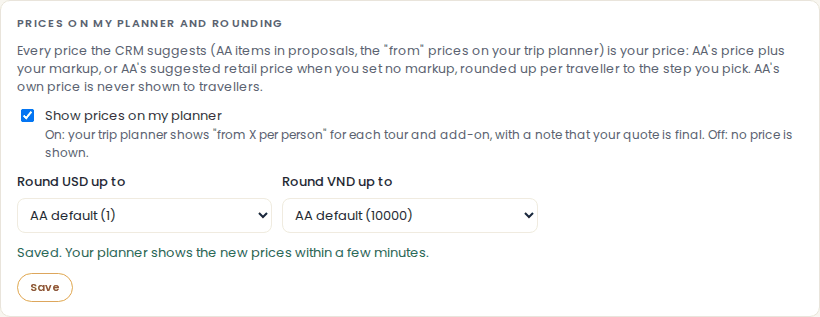 PRICES ON MY PLANNER AND ROUNDING
Every price the CRM suggests (AA items in proposals, the "from" prices on your trip planner) is your price: AA's price plus
your markup, or AA's suggested retail price when you set no markup, rounded up per traveller to the step you pick. AA's
own price is never shown to travellers.
Show prices on my planner
On: your trip planner shows "from X per person" for each tour and add-on, with a note that your quote is final. Off: no price is
shown.
Round USD up to
Round VND up to
AA default (1)
AA default (10000)
Saved. Your planner shows the new prices within a few minutes.
Save